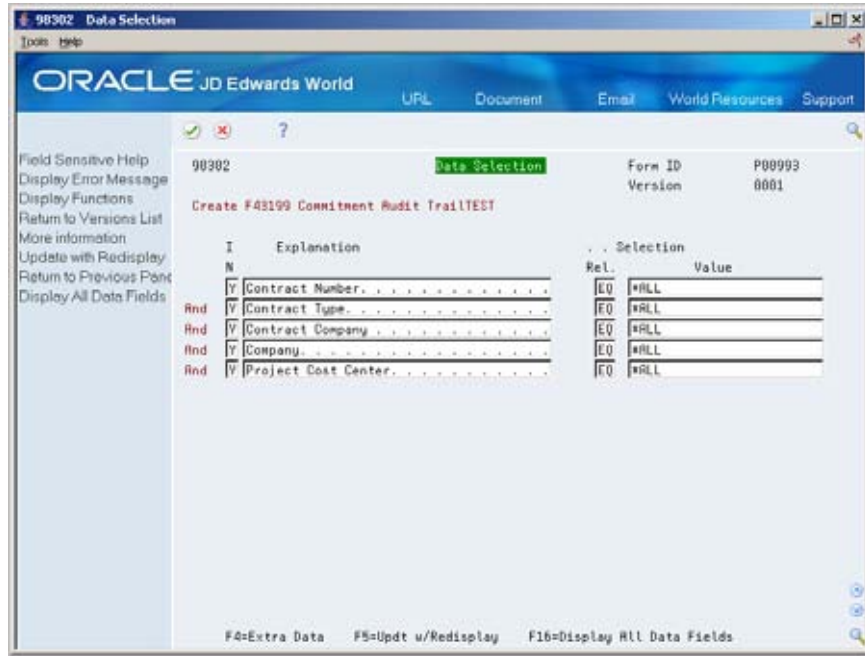 98302 Data Selection
Tools Help
ORACLE JD Edwards World
URL Document Email World Resources Support
?
Field Sensitive Help
Display Error Message
Display Functions
Return to Versions List
More information
Update with Redisplay
Return to Previous Pane
Display All Data Fields
98302 Data Selection Form ID P00993
Version 0001
Create F43199 Commitment Audit TrailTEST
I Explanation . . Selection
N Rel. Value
Y Contract Number. . . . . . . . . . . . . EQ *ALL
And Y Contract Type. . . . . . . . . . . . . . EQ *ALL
And Y Contract Company . . . . . . . . . . . . EQ *ALL
And Y Company. . . . . . . . . . . . . . . . . EQ *ALL
And Y Project Cost Center. . . . . . . . . . . EQ *ALL
F4=Extra Data F5=Updt w/Redisplay F16=Display All Data Fields